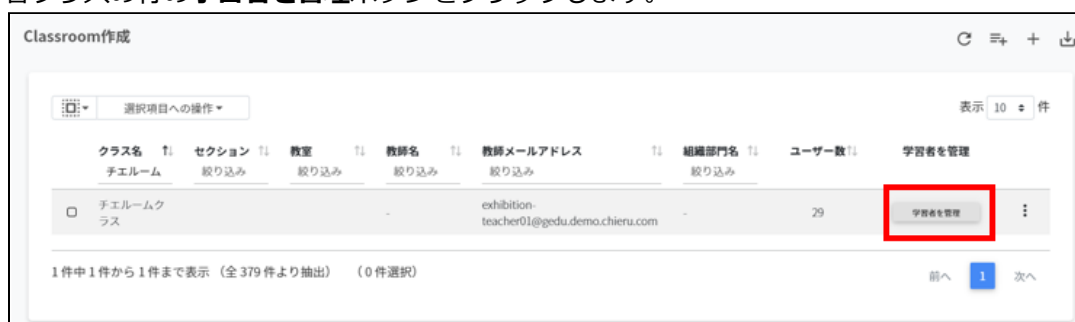 Classroom作成
選択項目への操作
表示 10 件
クラス名 セクション 教室 教師名 教師メールアドレス 組織部門名 ユーザー数 学習者を管理
チエルーム 絞り込み 絞り込み 絞り込み 絞り込み 絞り込み
チエルームク
ラス
-
exhibition-
teacher01@gedu.demo.chieru.com
-
29
学習者を管理
1件中1件から1件まで表示 (全379件より抽出) (0件選択)
前へ 1 次へ